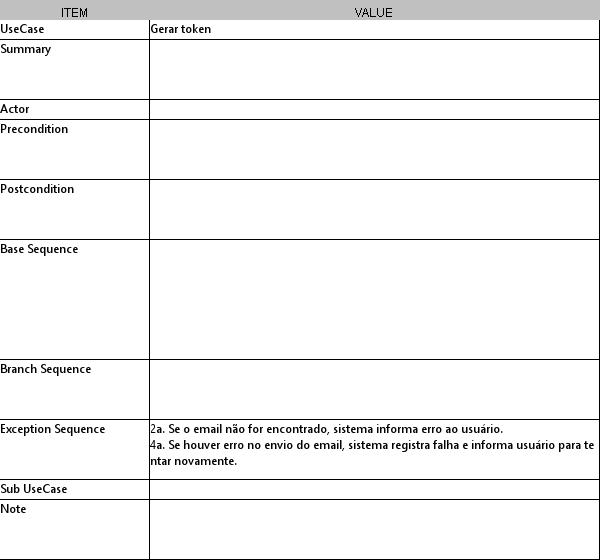 ITEM VALUE
UseCase Gerar token
Summary
Actor
Precondition
Postcondition
Base Sequence
Branch Sequence
Exception Sequence 2a. Se o email não for encontrado, sistema informa erro ao usuário.
4a. Se houver erro no envio do email, sistema registra falha e informa usuário para te
ntar novamente.
Sub UseCase
Note